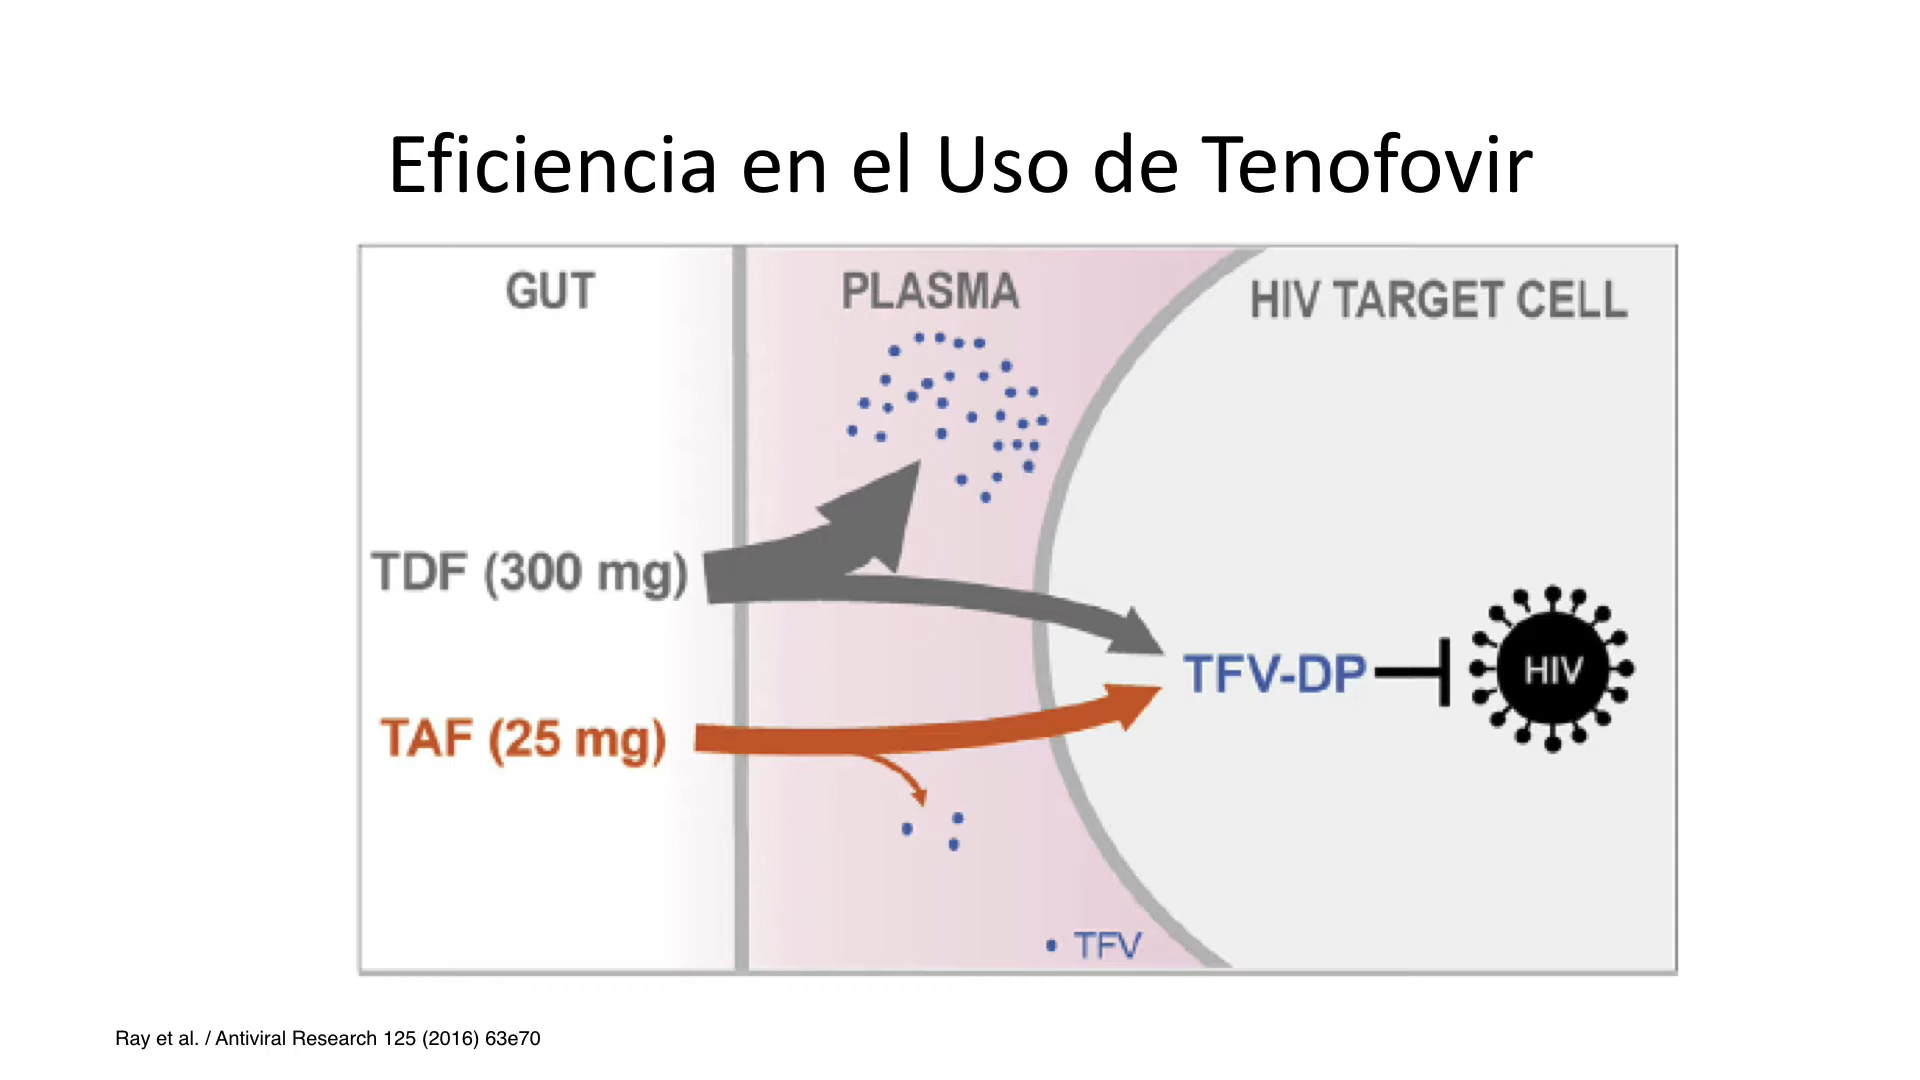 Eficiencia en el Uso de Tenofovir
GUT
PLASMA
HIV TARGET CELL
TDF (300 mg)
TFV-DP
HIV
TAF (25 mg)
TFV
Ray et al. / Antiviral Research 125 (2016) 63e70